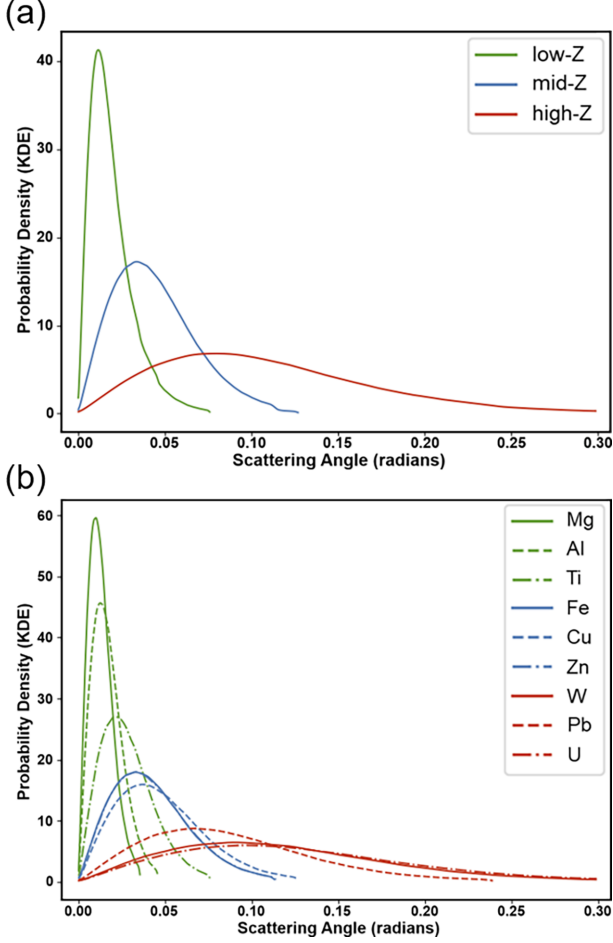 (a)
40
30
20
10
0
Probability Density (KDE)
low-Z
mid-Z
high-Z
0.00 0.05 0.10 0.15 0.20 0.25 0.30
Scattering Angle (radians)
(b)
60
50
40
30
20
10
0
Probability Density (KDE)
Mg
Al
Ti
Fe
Cu
Zn
W
Pb
U
0.00 0.05 0.10 0.15 0.20 0.25 0.30
Scattering Angle (radians)